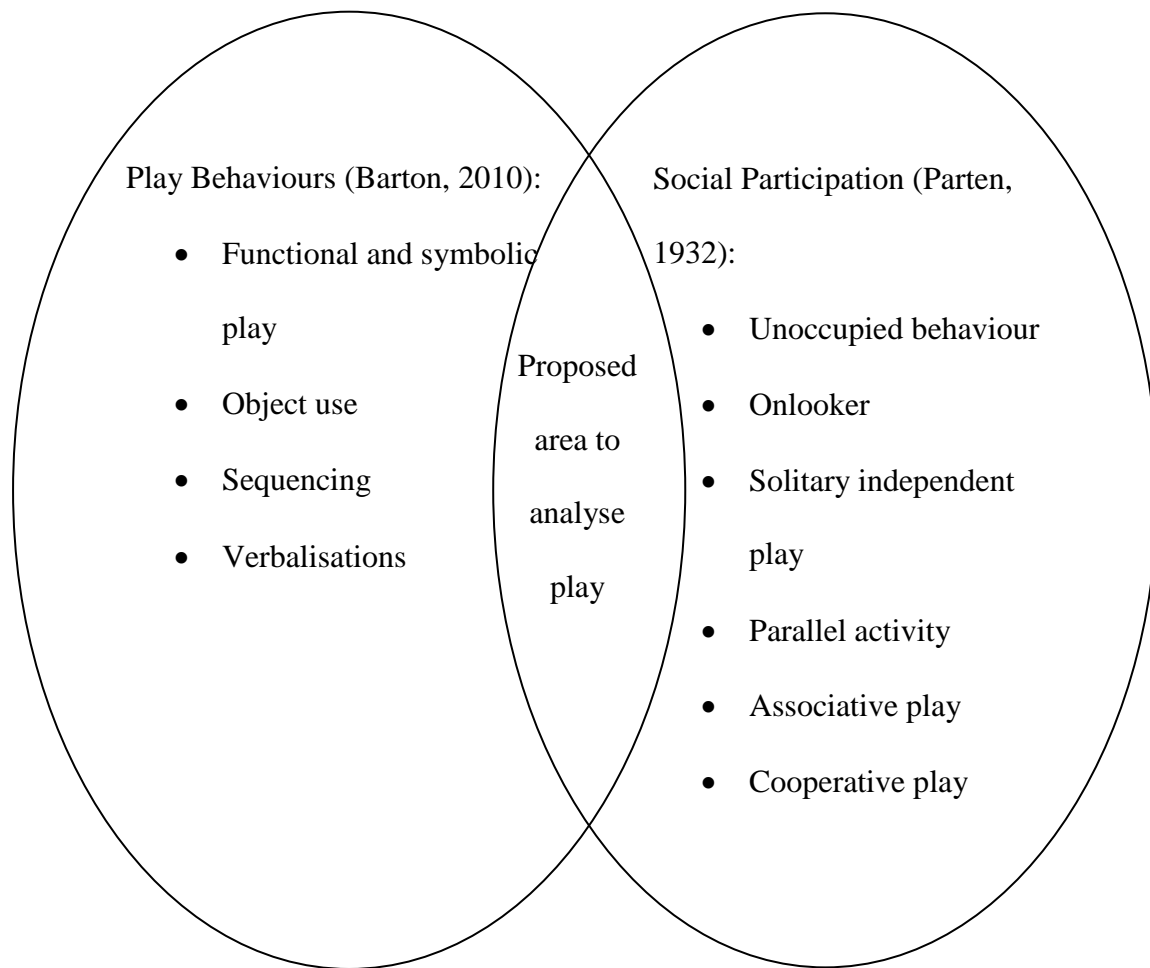 Play Behaviours (Barton, 2010):
• Functional and symbolic
play
• Object use
• Sequencing
• Verbalisations
Proposed
area to
analyse
play
Social Participation (Parten,
1932):
• Unoccupied behaviour
• Onlooker
• Solitary independent
play
• Parallel activity
• Associative play
• Cooperative play